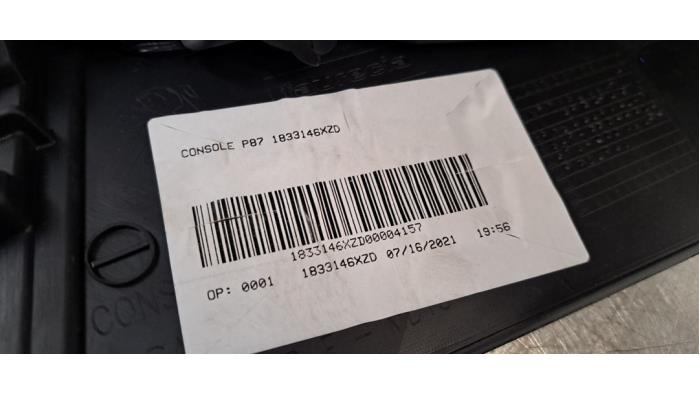 CONSOLE P87 1833146XZD
1833146XZD00004157
OP: 0001 1833146XZD 07/16/2021 19:56